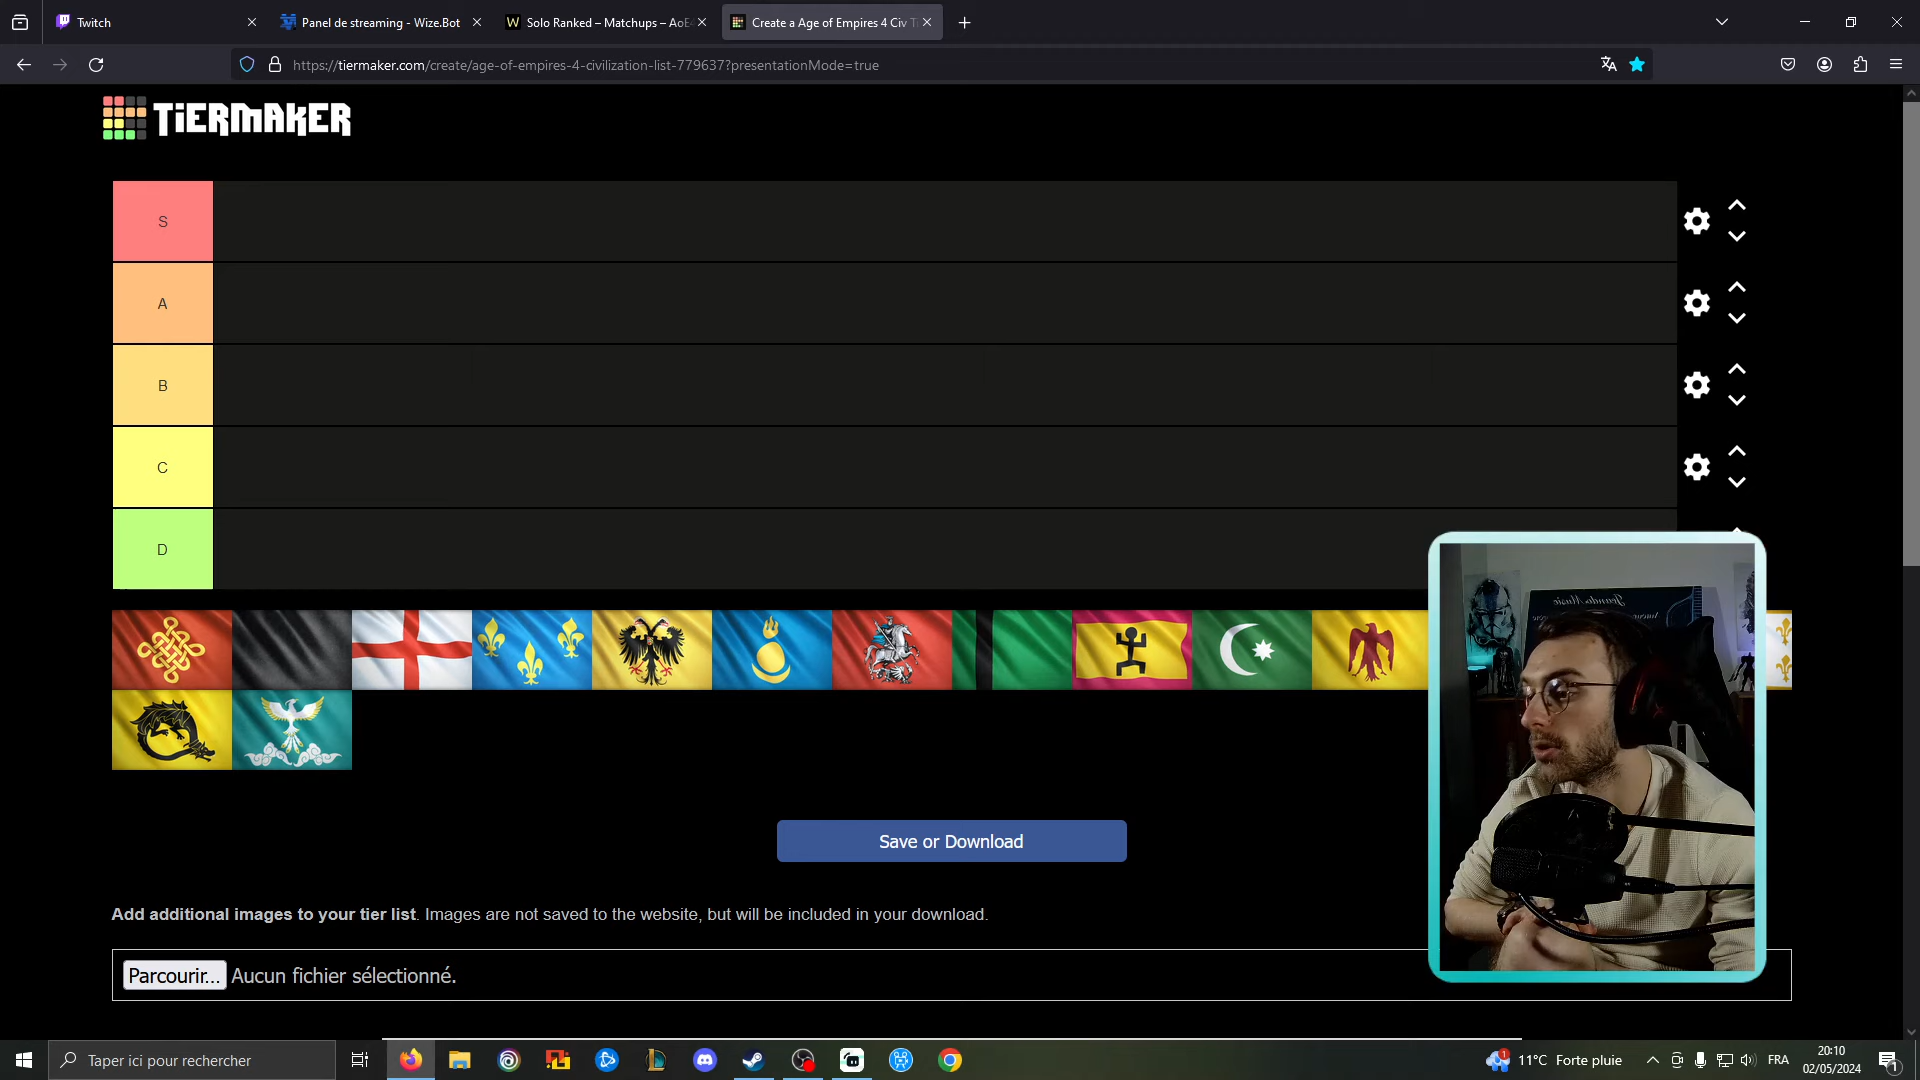 Twitch
Panel de streaming - Wize.Bot
Solo Ranked – Matchups – AoE4
Create a Age of Empires 4 Civ T
https://tiermaker.com/create/age-of-empires-4-civilization-list-779637?presentationMode=true
TiERMAKER
S
A
B
C
D
Save or Download
Add additional images to your tier list. Images are not saved to the website, but will be included in your download.
Parcourir... Aucun fichier sélectionné.
Taper ici pour rechercher
11°C Forte pluie
FRA
20:10
02/05/2024